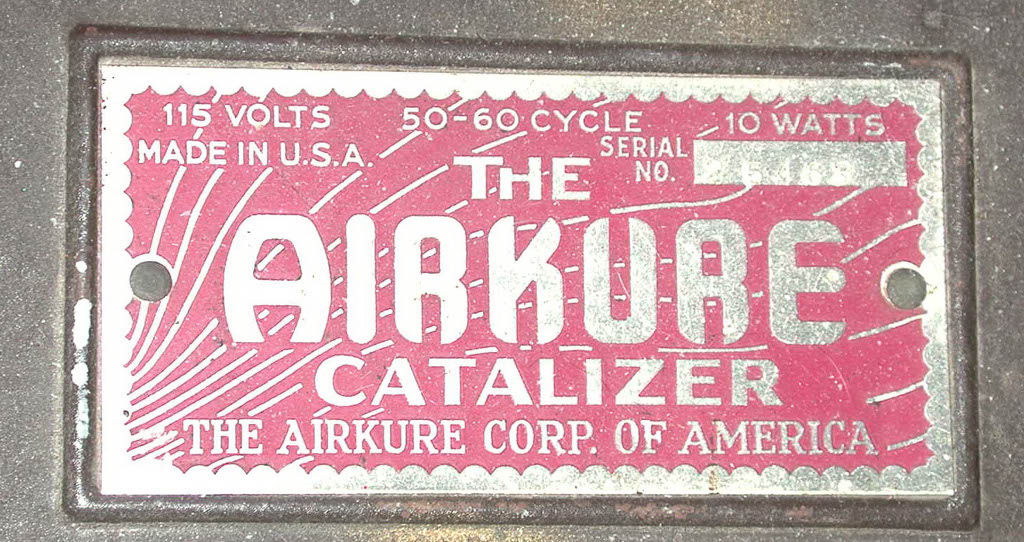 115 VOLTS 50-60 CYCLE 10 WATTS
MADE IN U.S.A. SERIAL NO.
THE
AIRKURE
CATALIZER
THE AIRKURE CORP. OF AMERICA